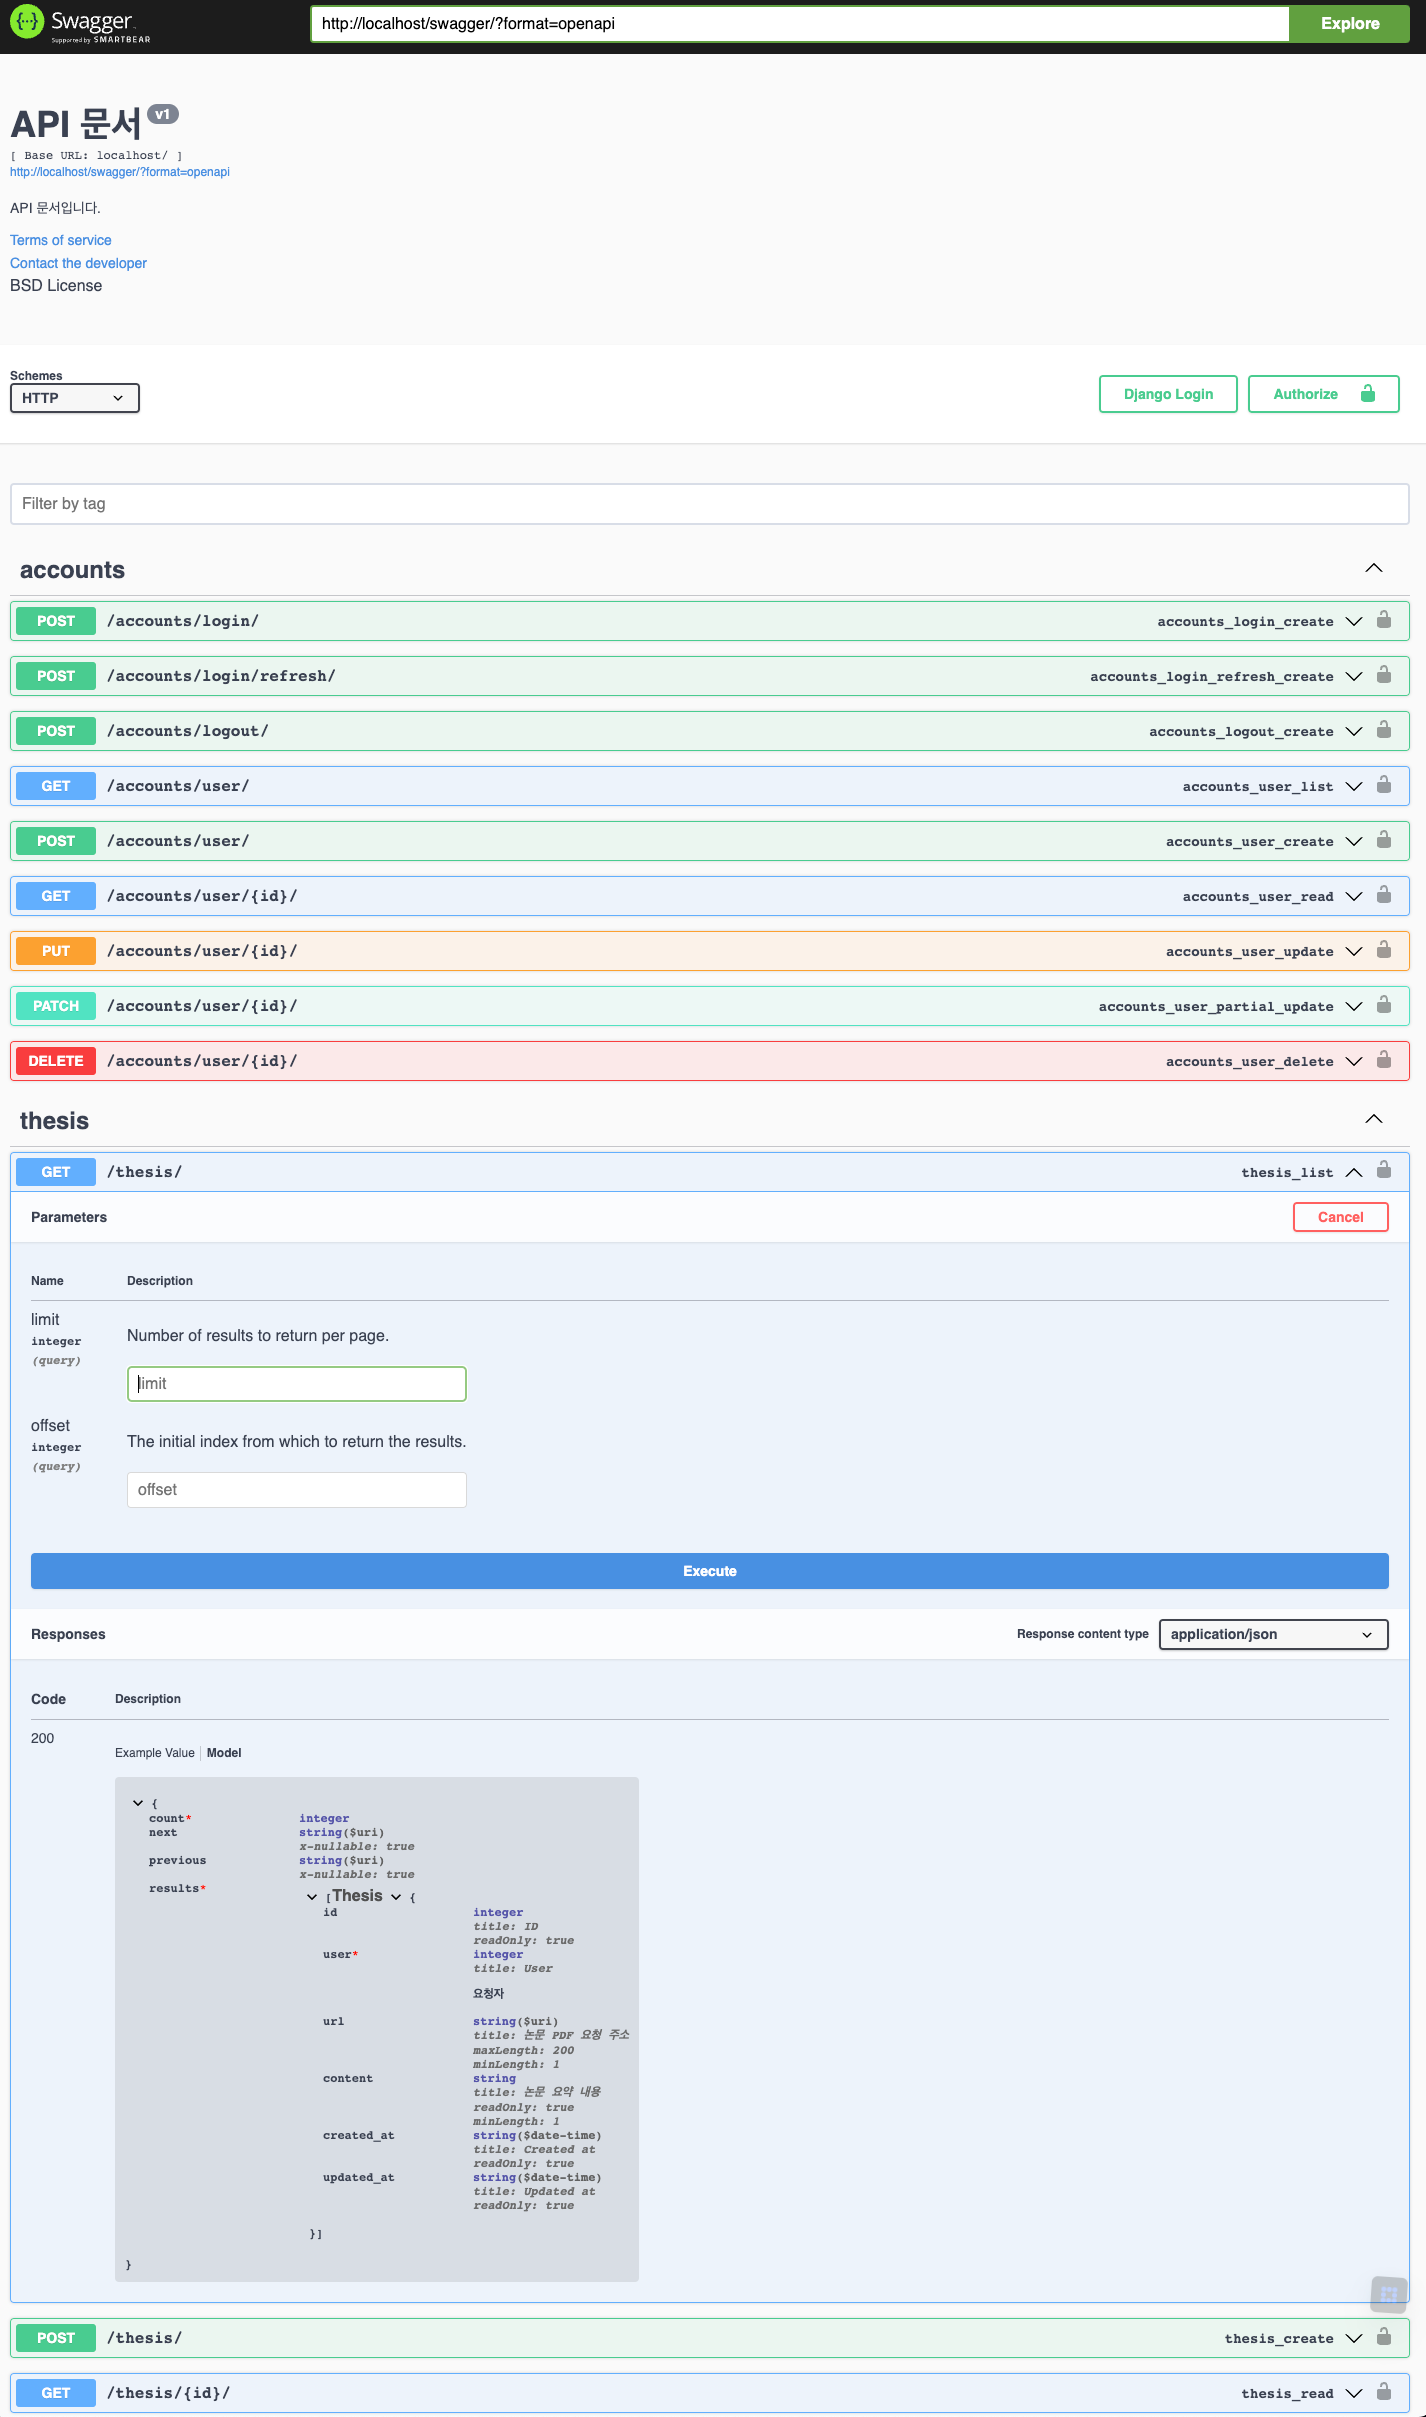 Swagger
Supported by SMARTBEAR
http://localhost/swagger/?format=openapi
Explore
API 문서 v1
[ Base URL: localhost/ ]
http://localhost/swagger/?format=openapi
API 문서입니다.
Terms of service
Contact the developer
BSD License
Schemes
HTTP
Django Login
Authorize
Filter by tag
accounts
POST /accounts/login/ accounts_login_create
POST /accounts/login/refresh/ accounts_login_refresh_create
POST /accounts/logout/ accounts_logout_create
GET /accounts/user/ accounts_user_list
POST /accounts/user/ accounts_user_create
GET /accounts/user/{id}/ accounts_user_read
PUT /accounts/user/{id}/ accounts_user_update
PATCH /accounts/user/{id}/ accounts_user_partial_update
DELETE /accounts/user/{id}/ accounts_user_delete
thesis
GET /thesis/ thesis_list
Parameters Cancel
Name Description
limit
integer
(query)
Number of results to return per page.
limit
offset
integer
(query)
The initial index from which to return the results.
offset
Execute
Responses Response content type application/json
Code Description
200
Example Value Model
{
count* integer
next string($uri)
x-nullable: true
previous string($uri)
x-nullable: true
results*
[Thesis {
id integer
title: ID
readOnly: true
user* integer
title: User
요청자
url string($uri)
title: 논문 PDF 요청 주소
maxLength: 200
minLength: 1
content string
title: 논문 요약 내용
readOnly: true
minLength: 1
created_at string($date-time)
title: Created at
readOnly: true
updated_at string($date-time)
title: Updated at
readOnly: true
}]
}
POST /thesis/ thesis_create
GET /thesis/{id}/ thesis_read